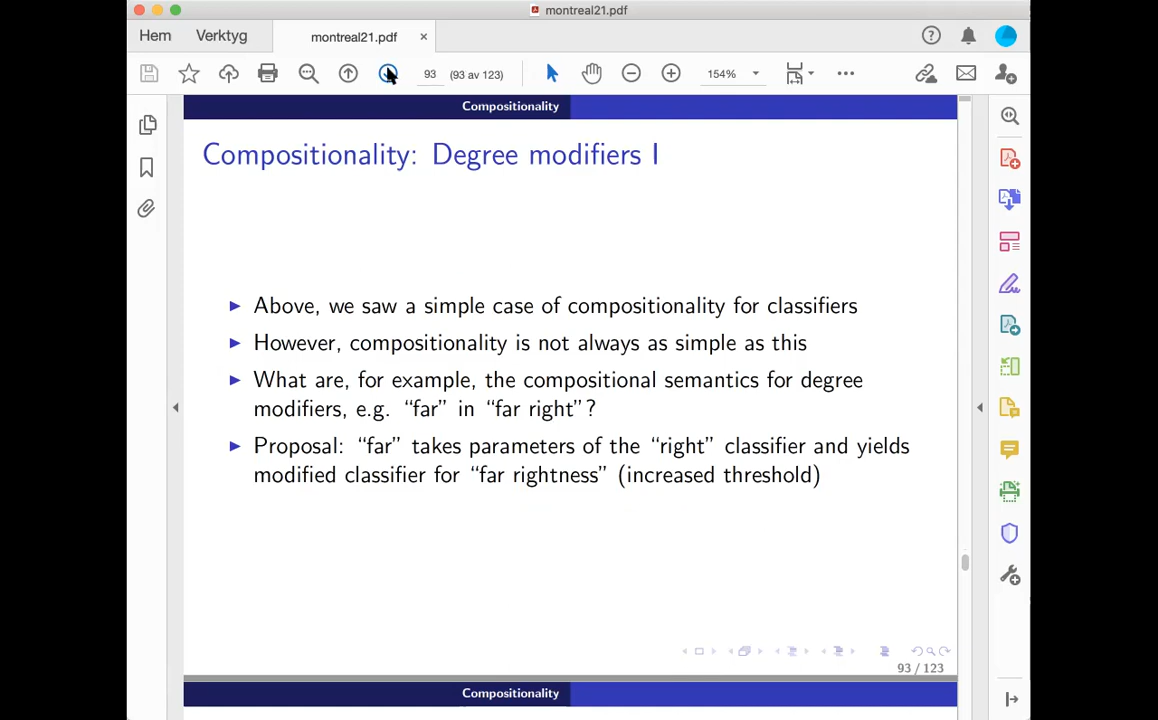 montreal21.pdf
Hem Verktyg montreal21.pdf ×
93 (93 av 123) 154%
Compositionality
Compositionality: Degree modifiers I
Above, we saw a simple case of compositionality for classifiers
However, compositionality is not always as simple as this
What are, for example, the compositional semantics for degree
modifiers, e.g. “far” in “far right”?
Proposal: “far” takes parameters of the “right” classifier and yields
modified classifier for “far rightness” (increased threshold)
93 / 123
Compositionality